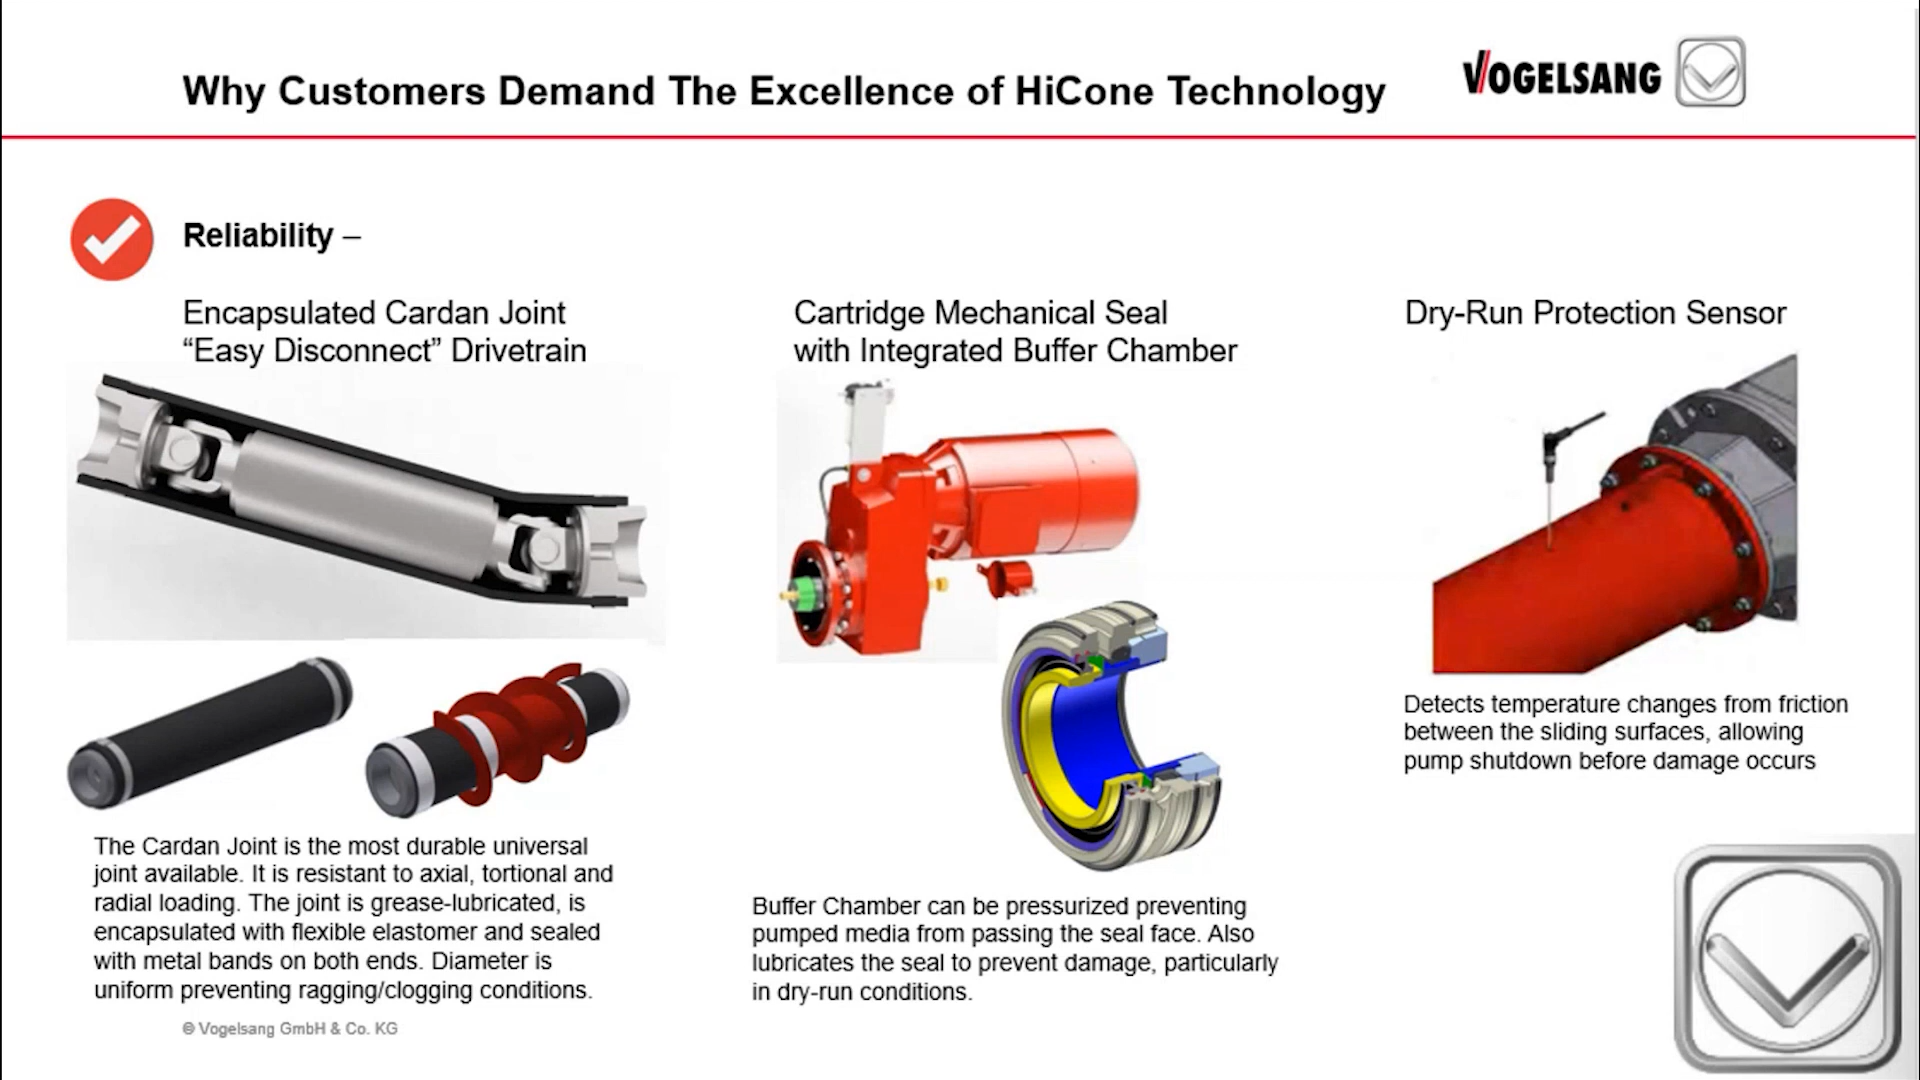 Why Customers Demand The Excellence of HiCone Technology
VOGELSANG
Reliability –
Encapsulated Cardan Joint
“Easy Disconnect” Drivetrain
The Cardan Joint is the most durable universal
joint available. It is resistant to axial, tortional and
radial loading. The joint is grease-lubricated, is
encapsulated with flexible elastomer and sealed
with metal bands on both ends. Diameter is
uniform preventing ragging/clogging conditions.
Cartridge Mechanical Seal
with Integrated Buffer Chamber
Buffer Chamber can be pressurized preventing
pumped media from passing the seal face. Also
lubricates the seal to prevent damage, particularly
in dry-run conditions.
Dry-Run Protection Sensor
Detects temperature changes from friction
between the sliding surfaces, allowing
pump shutdown before damage occurs
© Vogelsang GmbH & Co. KG